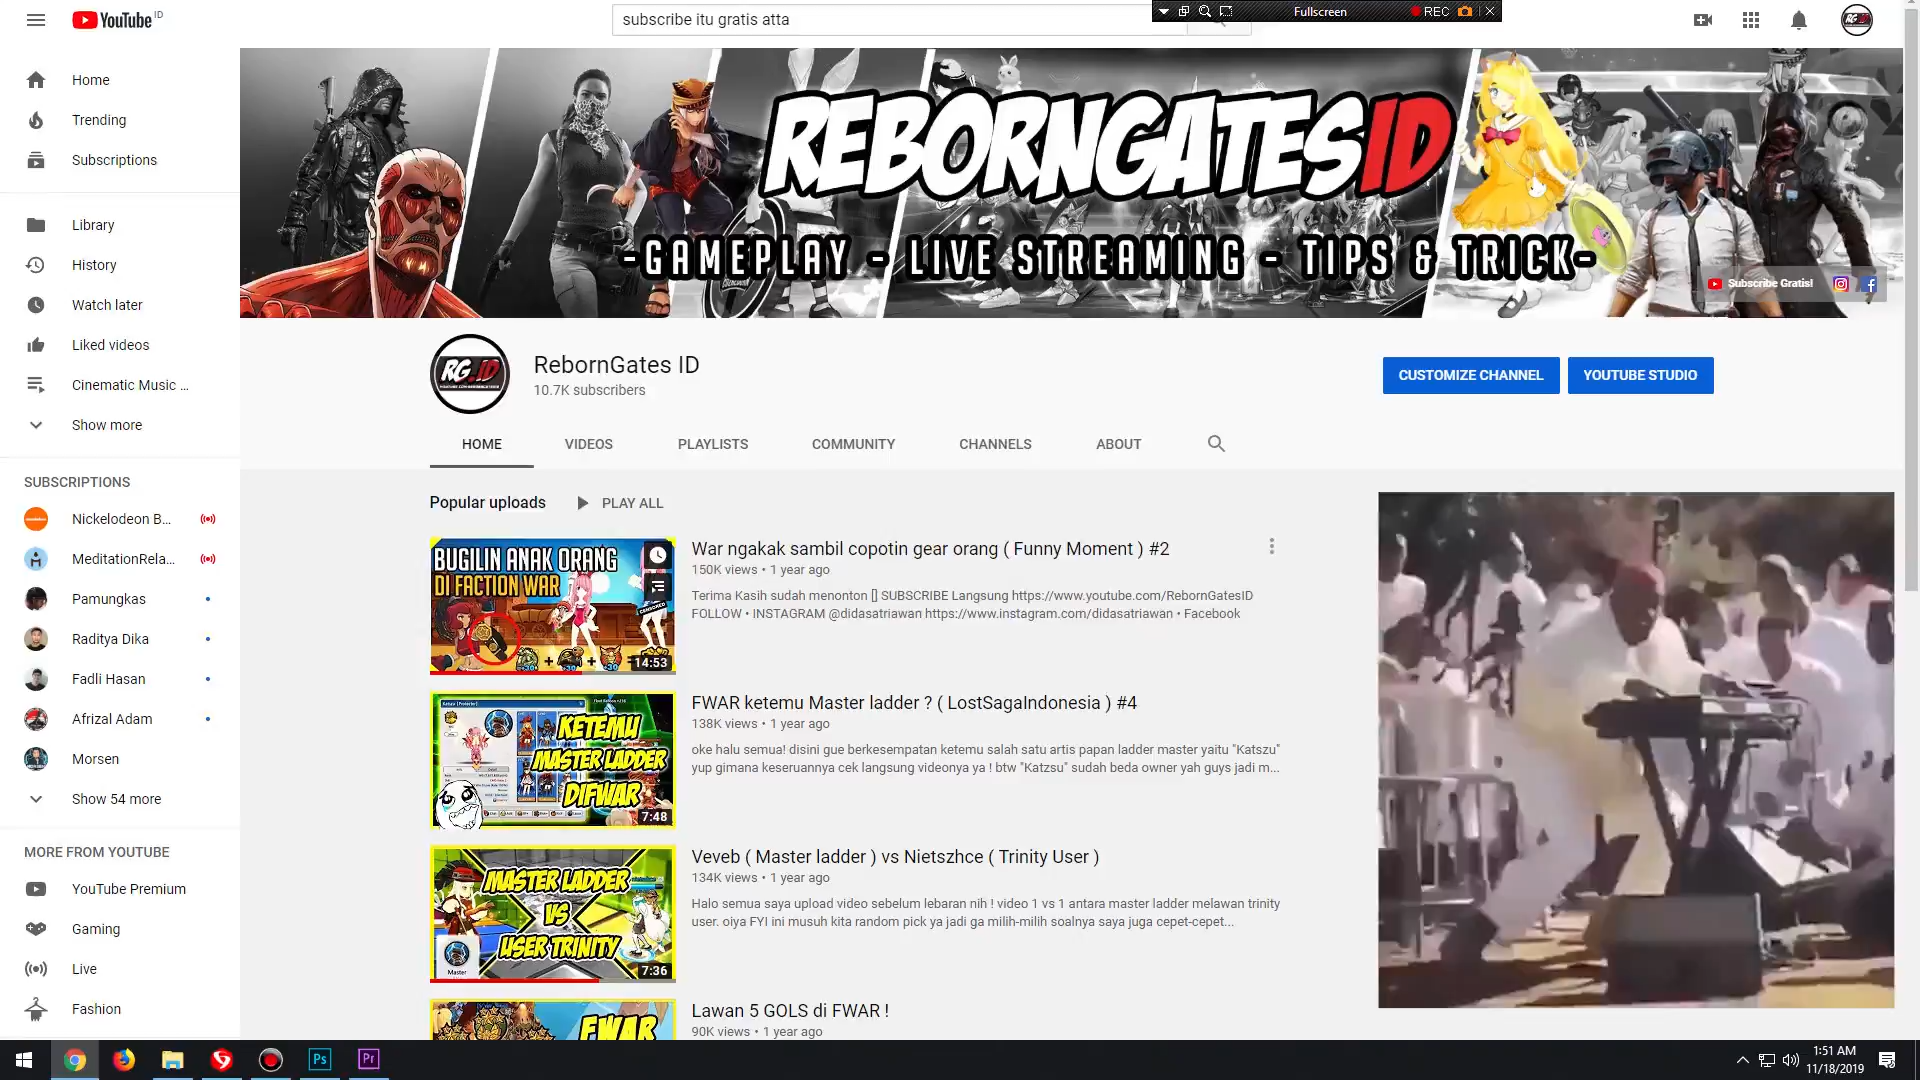 YouTube ID
subscribe itu gratis atta
Fullscreen
REC
Home
Trending
Subscriptions
Library
History
Watch later
Liked videos
Cinematic Music ...
Show more
SUBSCRIPTIONS
Nickelodeon B...
MeditationRela...
Pamungkas
Raditya Dika
Fadli Hasan
Afrizal Adam
Morsen
Show 54 more
MORE FROM YOUTUBE
YouTube Premium
Gaming
Live
Fashion
REBORNGATESID
-GAMEPLAY - LIVE STREAMING - TIPS & TRICK-
Subscribe Gratis!
RG.ID
RebornGates ID
10.7K subscribers
CUSTOMIZE CHANNEL
YOUTUBE STUDIO
HOME
VIDEOS
PLAYLISTS
COMMUNITY
CHANNELS
ABOUT
Popular uploads
PLAY ALL
BUGILIN ANAK ORANG
DI FACTION WAR
CENSORED
14:53
War ngakak sambil copotin gear orang ( Funny Moment ) #2
150K views • 1 year ago
Terima Kasih sudah menonton [] SUBSCRIBE Langsung https://www.youtube.com/RebornGatesID
FOLLOW • INSTAGRAM @didasatriawan https://www.instagram.com/didasatriawan • Facebook
KETEMU
MASTER LADDER
DIFWAR
7:48
FWAR ketemu Master ladder ? ( LostSagaIndonesia ) #4
138K views • 1 year ago
oke halu semua! disini gue berkesempatan ketemu salah satu artis papan ladder master yaitu "Katszu"
yup gimana keseruannya cek langsung videonya ya ! btw "Katzsu" sudah beda owner yah guys jadi m...
MASTER LADDER
VS
USER TRINITY
Master
7:36
Veveb ( Master ladder ) vs Nietszhce ( Trinity User )
134K views • 1 year ago
Halo semua saya upload video sebelum lebaran nih ! video 1 vs 1 antara master ladder melawan trinity
user. oiya FYI ini musuh kita random pick ya jadi ga milih-milih soalnya saya juga cepet-cepet...
FWAR
Lawan 5 GOLS di FWAR !
90K views • 1 year ago
Ps
Pr
1:51 AM
11/18/2019